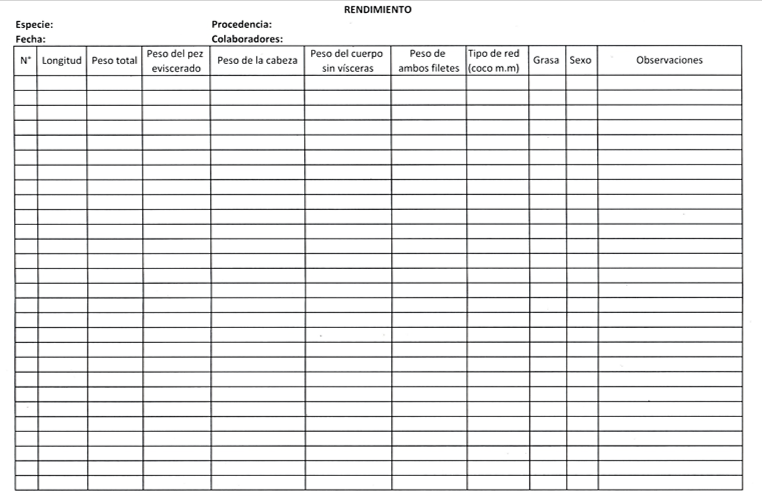 RENDIMIENTO
Especie: Procedencia:
Fecha: Colaboradores:
N° Longitud Peso total Peso del pez eviscerado Peso de la cabeza Peso del cuerpo sin vísceras Peso de ambos filetes Tipo de red (coco m.m) Grasa Sexo Observaciones